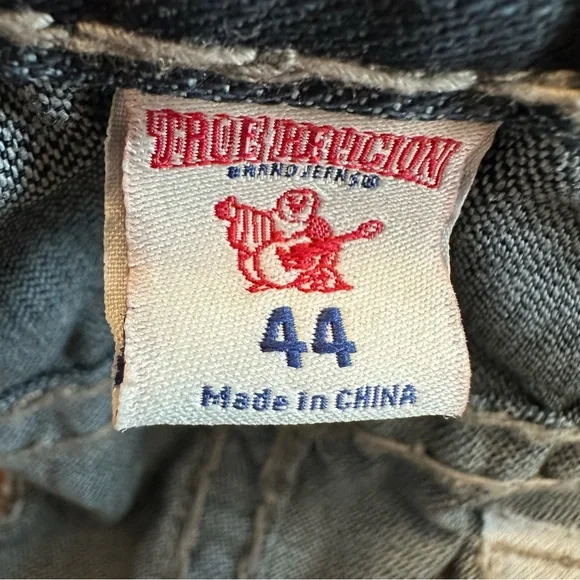 TRUE RELIGION
BRAND JEANS®
44
Made in CHINA